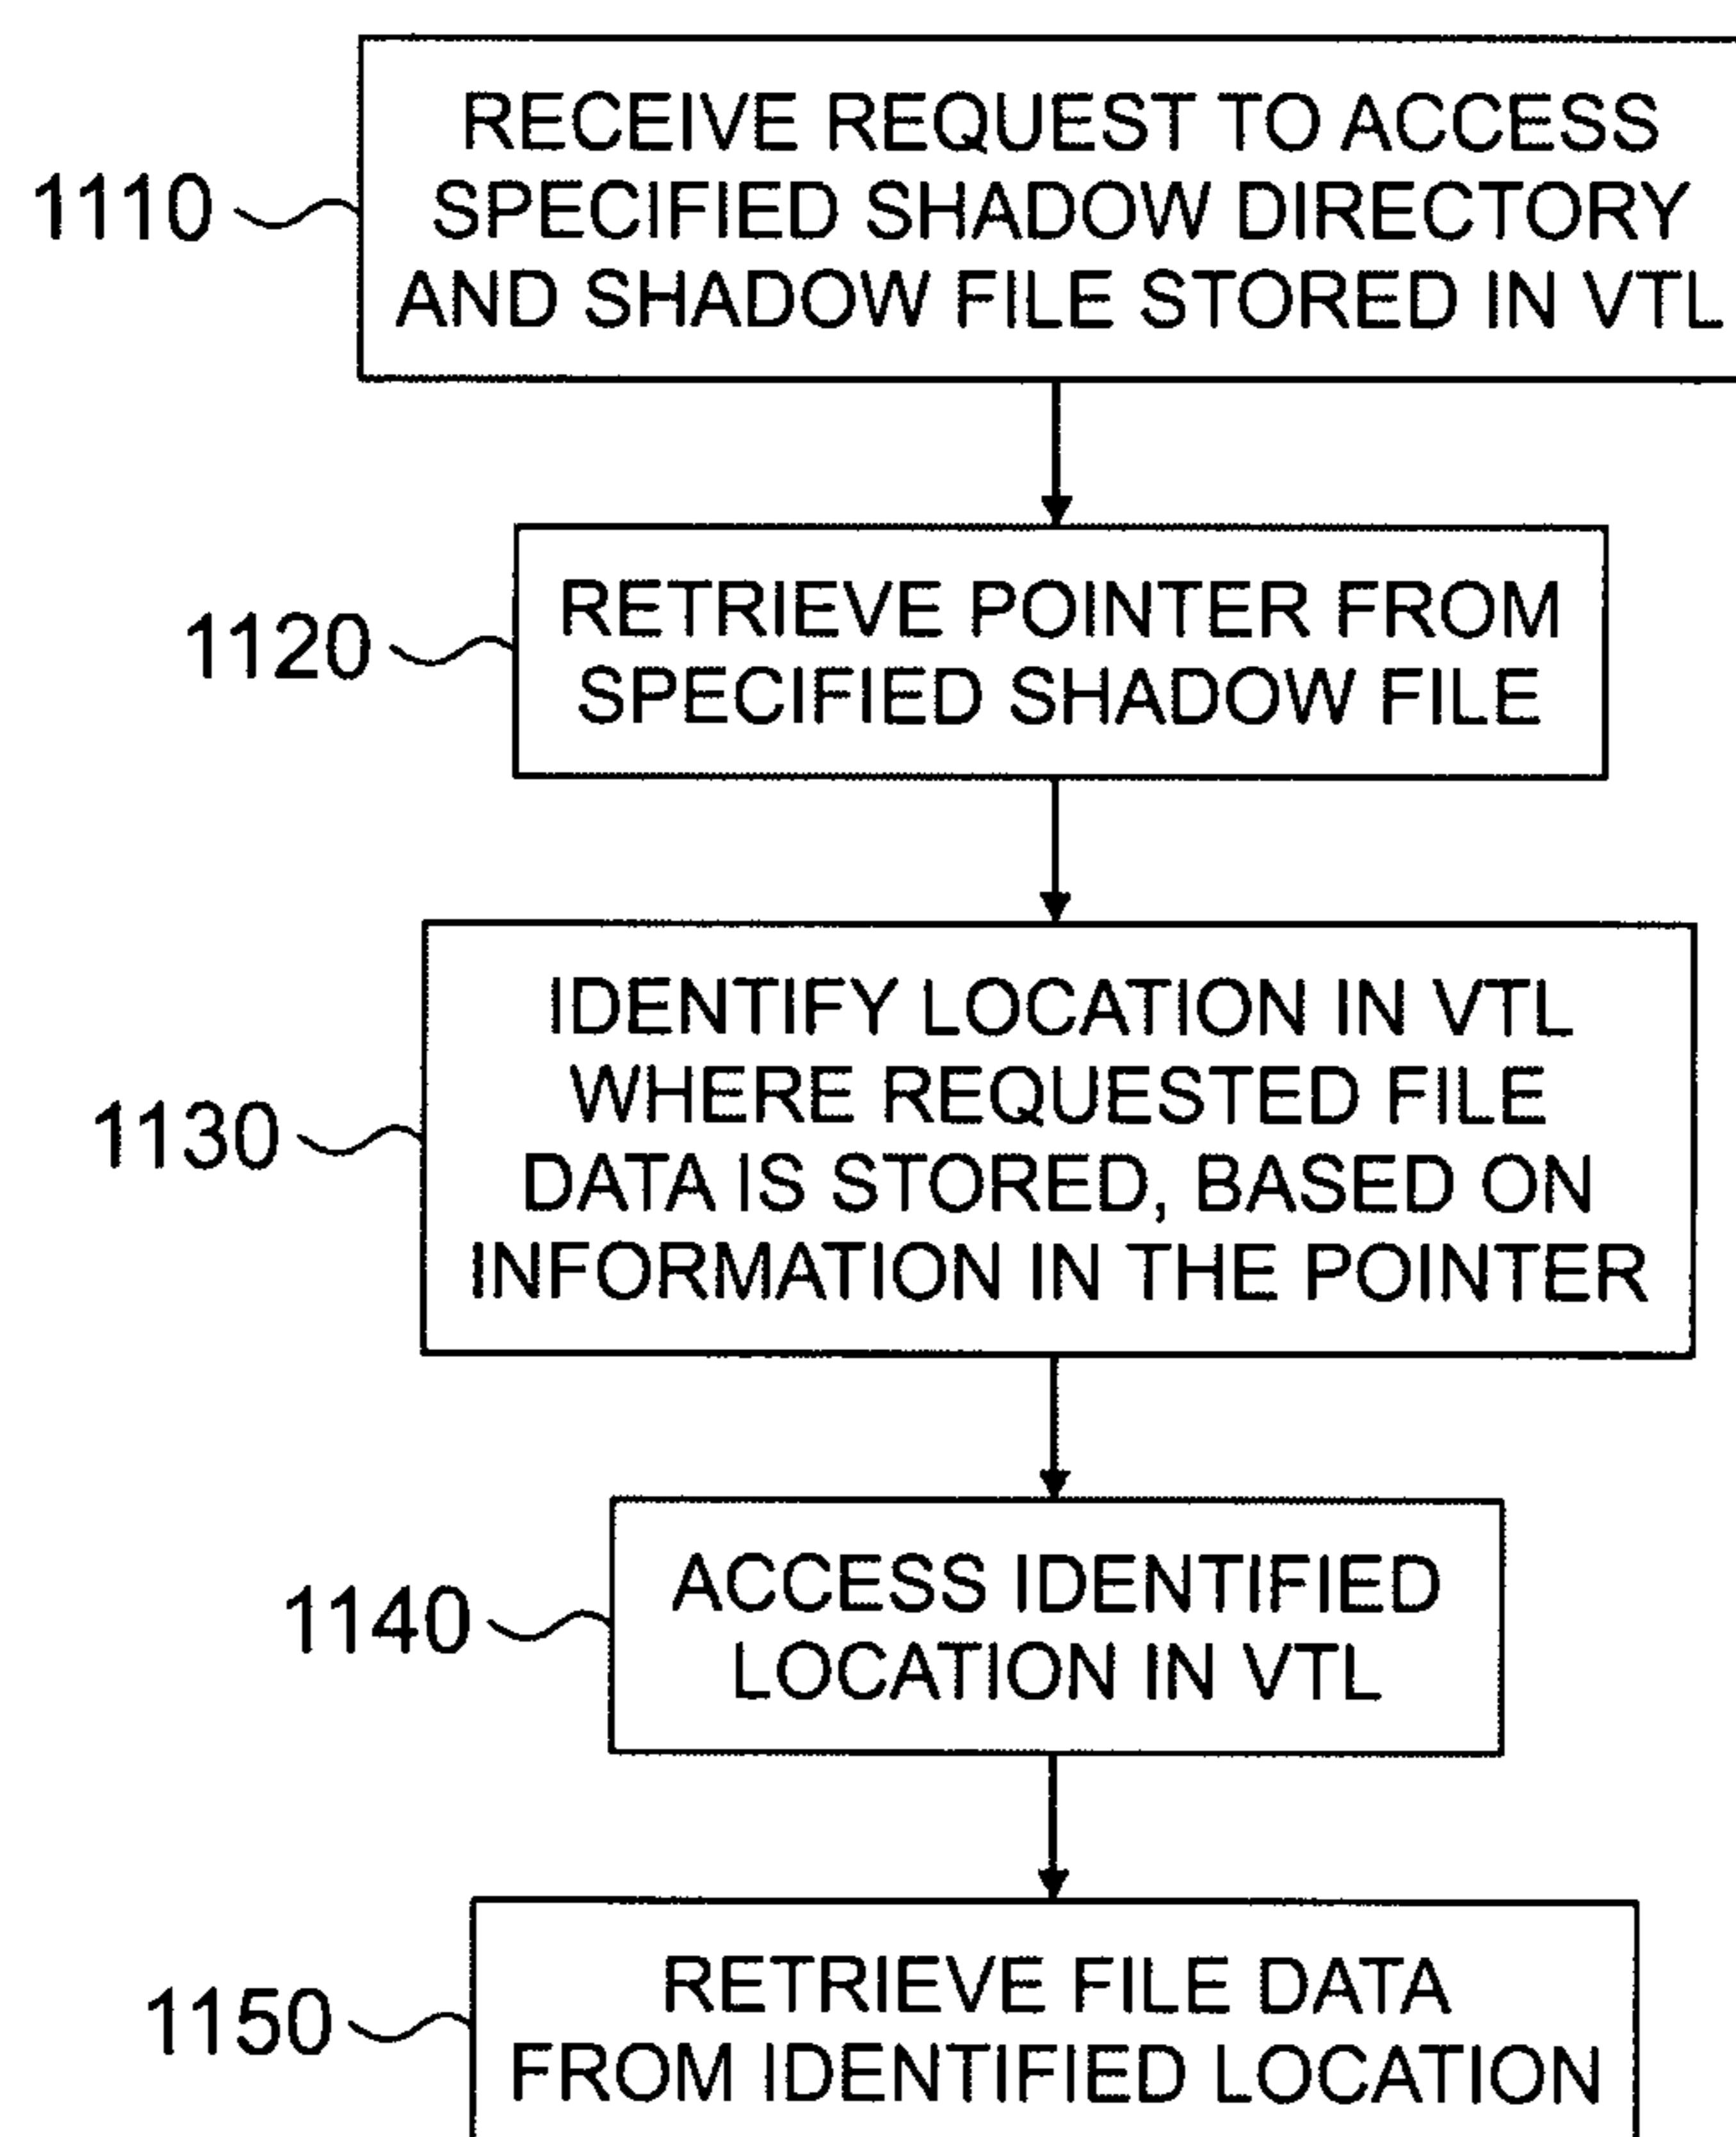 RECEIVE REQUEST TO ACCESS
SPECIFIED SHADOW DIRECTORY
AND SHADOW FILE STORED IN VTL
1110
RETRIEVE POINTER FROM
SPECIFIED SHADOW FILE
1120
IDENTIFY LOCATION IN VTL
WHERE REQUESTED FILE
DATA IS STORED, BASED ON
INFORMATION IN THE POINTER
1130
ACCESS IDENTIFIED
LOCATION IN VTL
1140
RETRIEVE FILE DATA
FROM IDENTIFIED LOCATION
1150